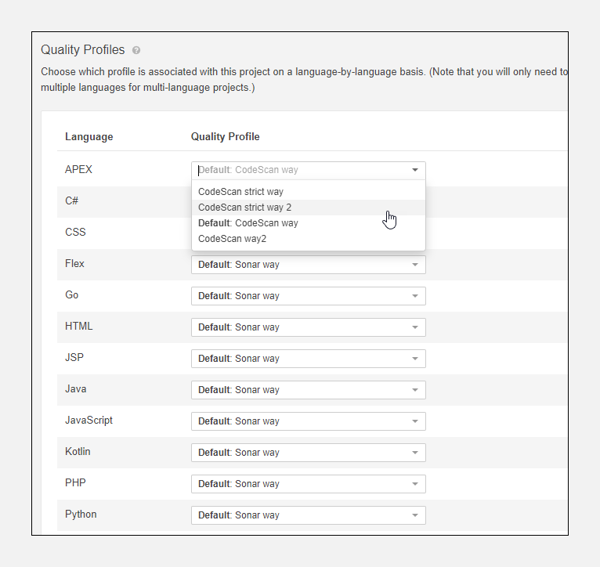 Quality Profiles
Choose which profile is associated with this project on a language-by-language basis. (Note that you will only need to
multiple languages for multi-language projects.)
Language Quality Profile
APEX Default: CodeScan way
CodeScan strict way
C# CodeScan strict way 2
Default: CodeScan way
CSS CodeScan way2
Flex Default: Sonar way
Go Default: Sonar way
HTML Default: Sonar way
JSP Default: Sonar way
Java Default: Sonar way
JavaScript Default: Sonar way
Kotlin Default: Sonar way
PHP Default: Sonar way
Python Default: Sonar way